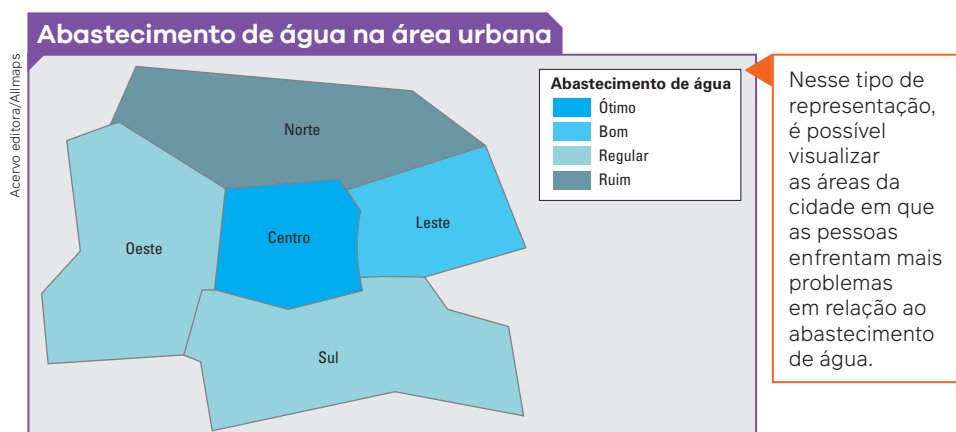 Abastecimento de água na área urbana
Acervo editora/Allmaps
Norte
Oeste
Centro
Leste
Sul
Abastecimento de água
Ótimo
Bom
Regular
Ruim
Nesse tipo de
representação,
é possível
visualizar
as áreas da
cidade em que
as pessoas
enfrentam mais
problemas
em relação ao
abastecimento
de água.